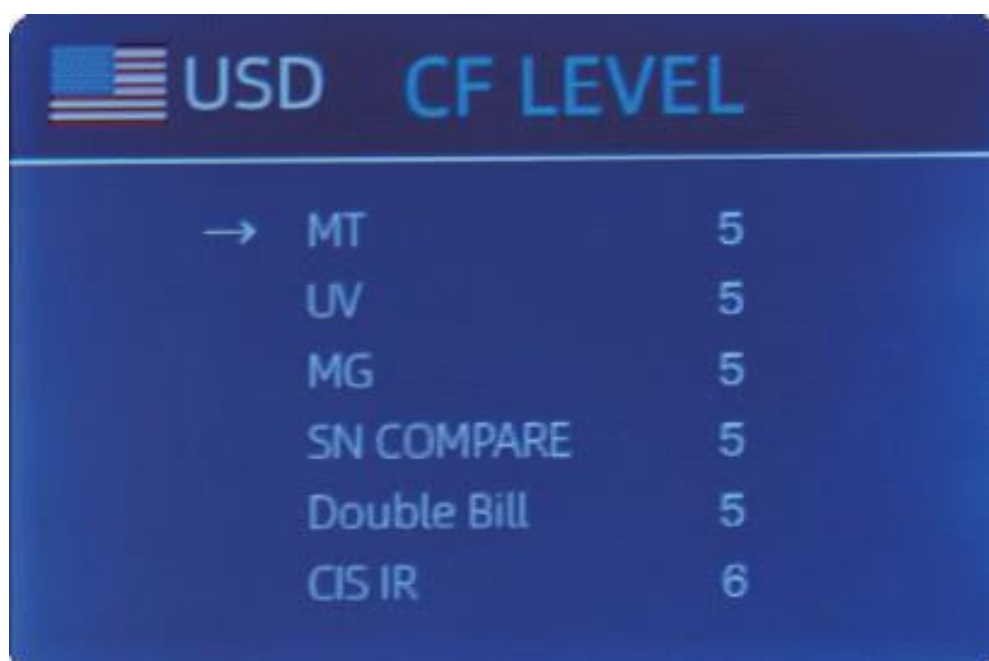 USD CF LEVEL
→ MT 5
UV 5
MG 5
SN COMPARE 5
Double Bill 5
CIS IR 6